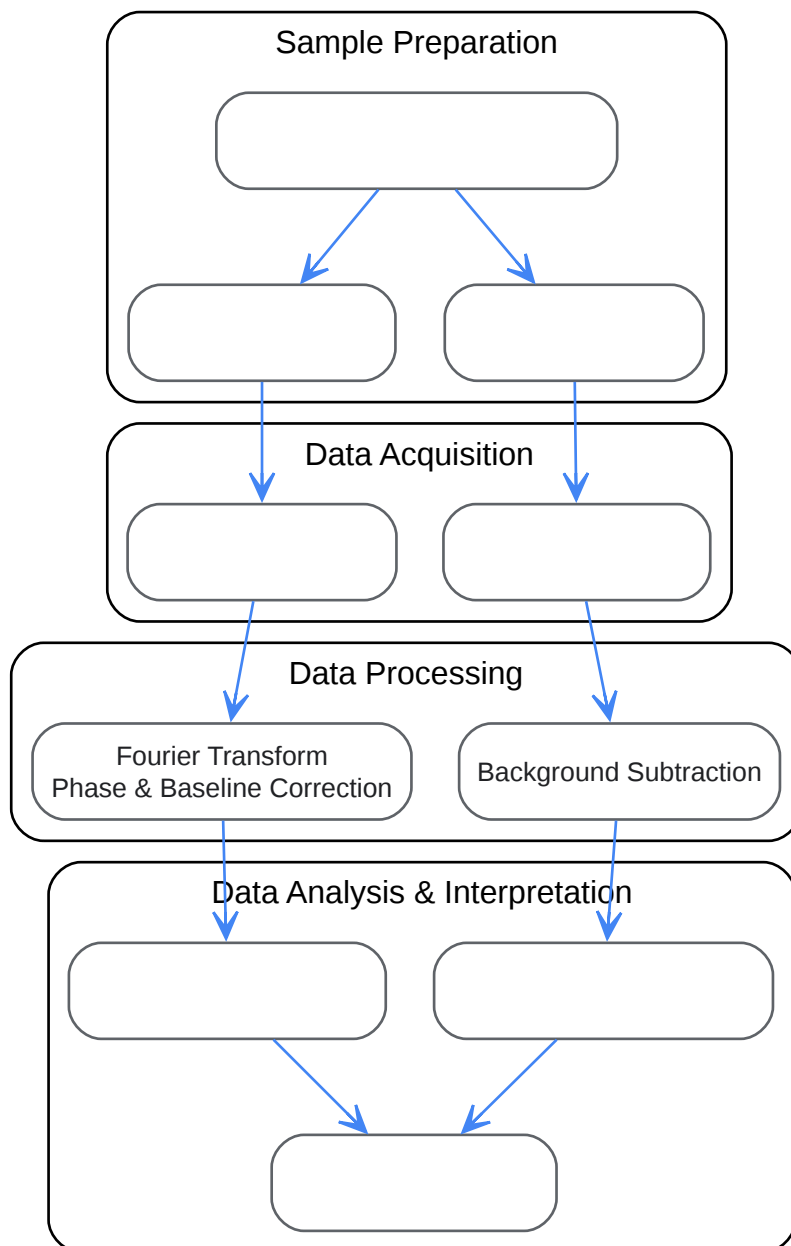 Sample Preparation
Data Acquisition
Data Processing
Fourier Transform
Phase & Baseline Correction
Background Subtraction
Data Analysis & Interpretation